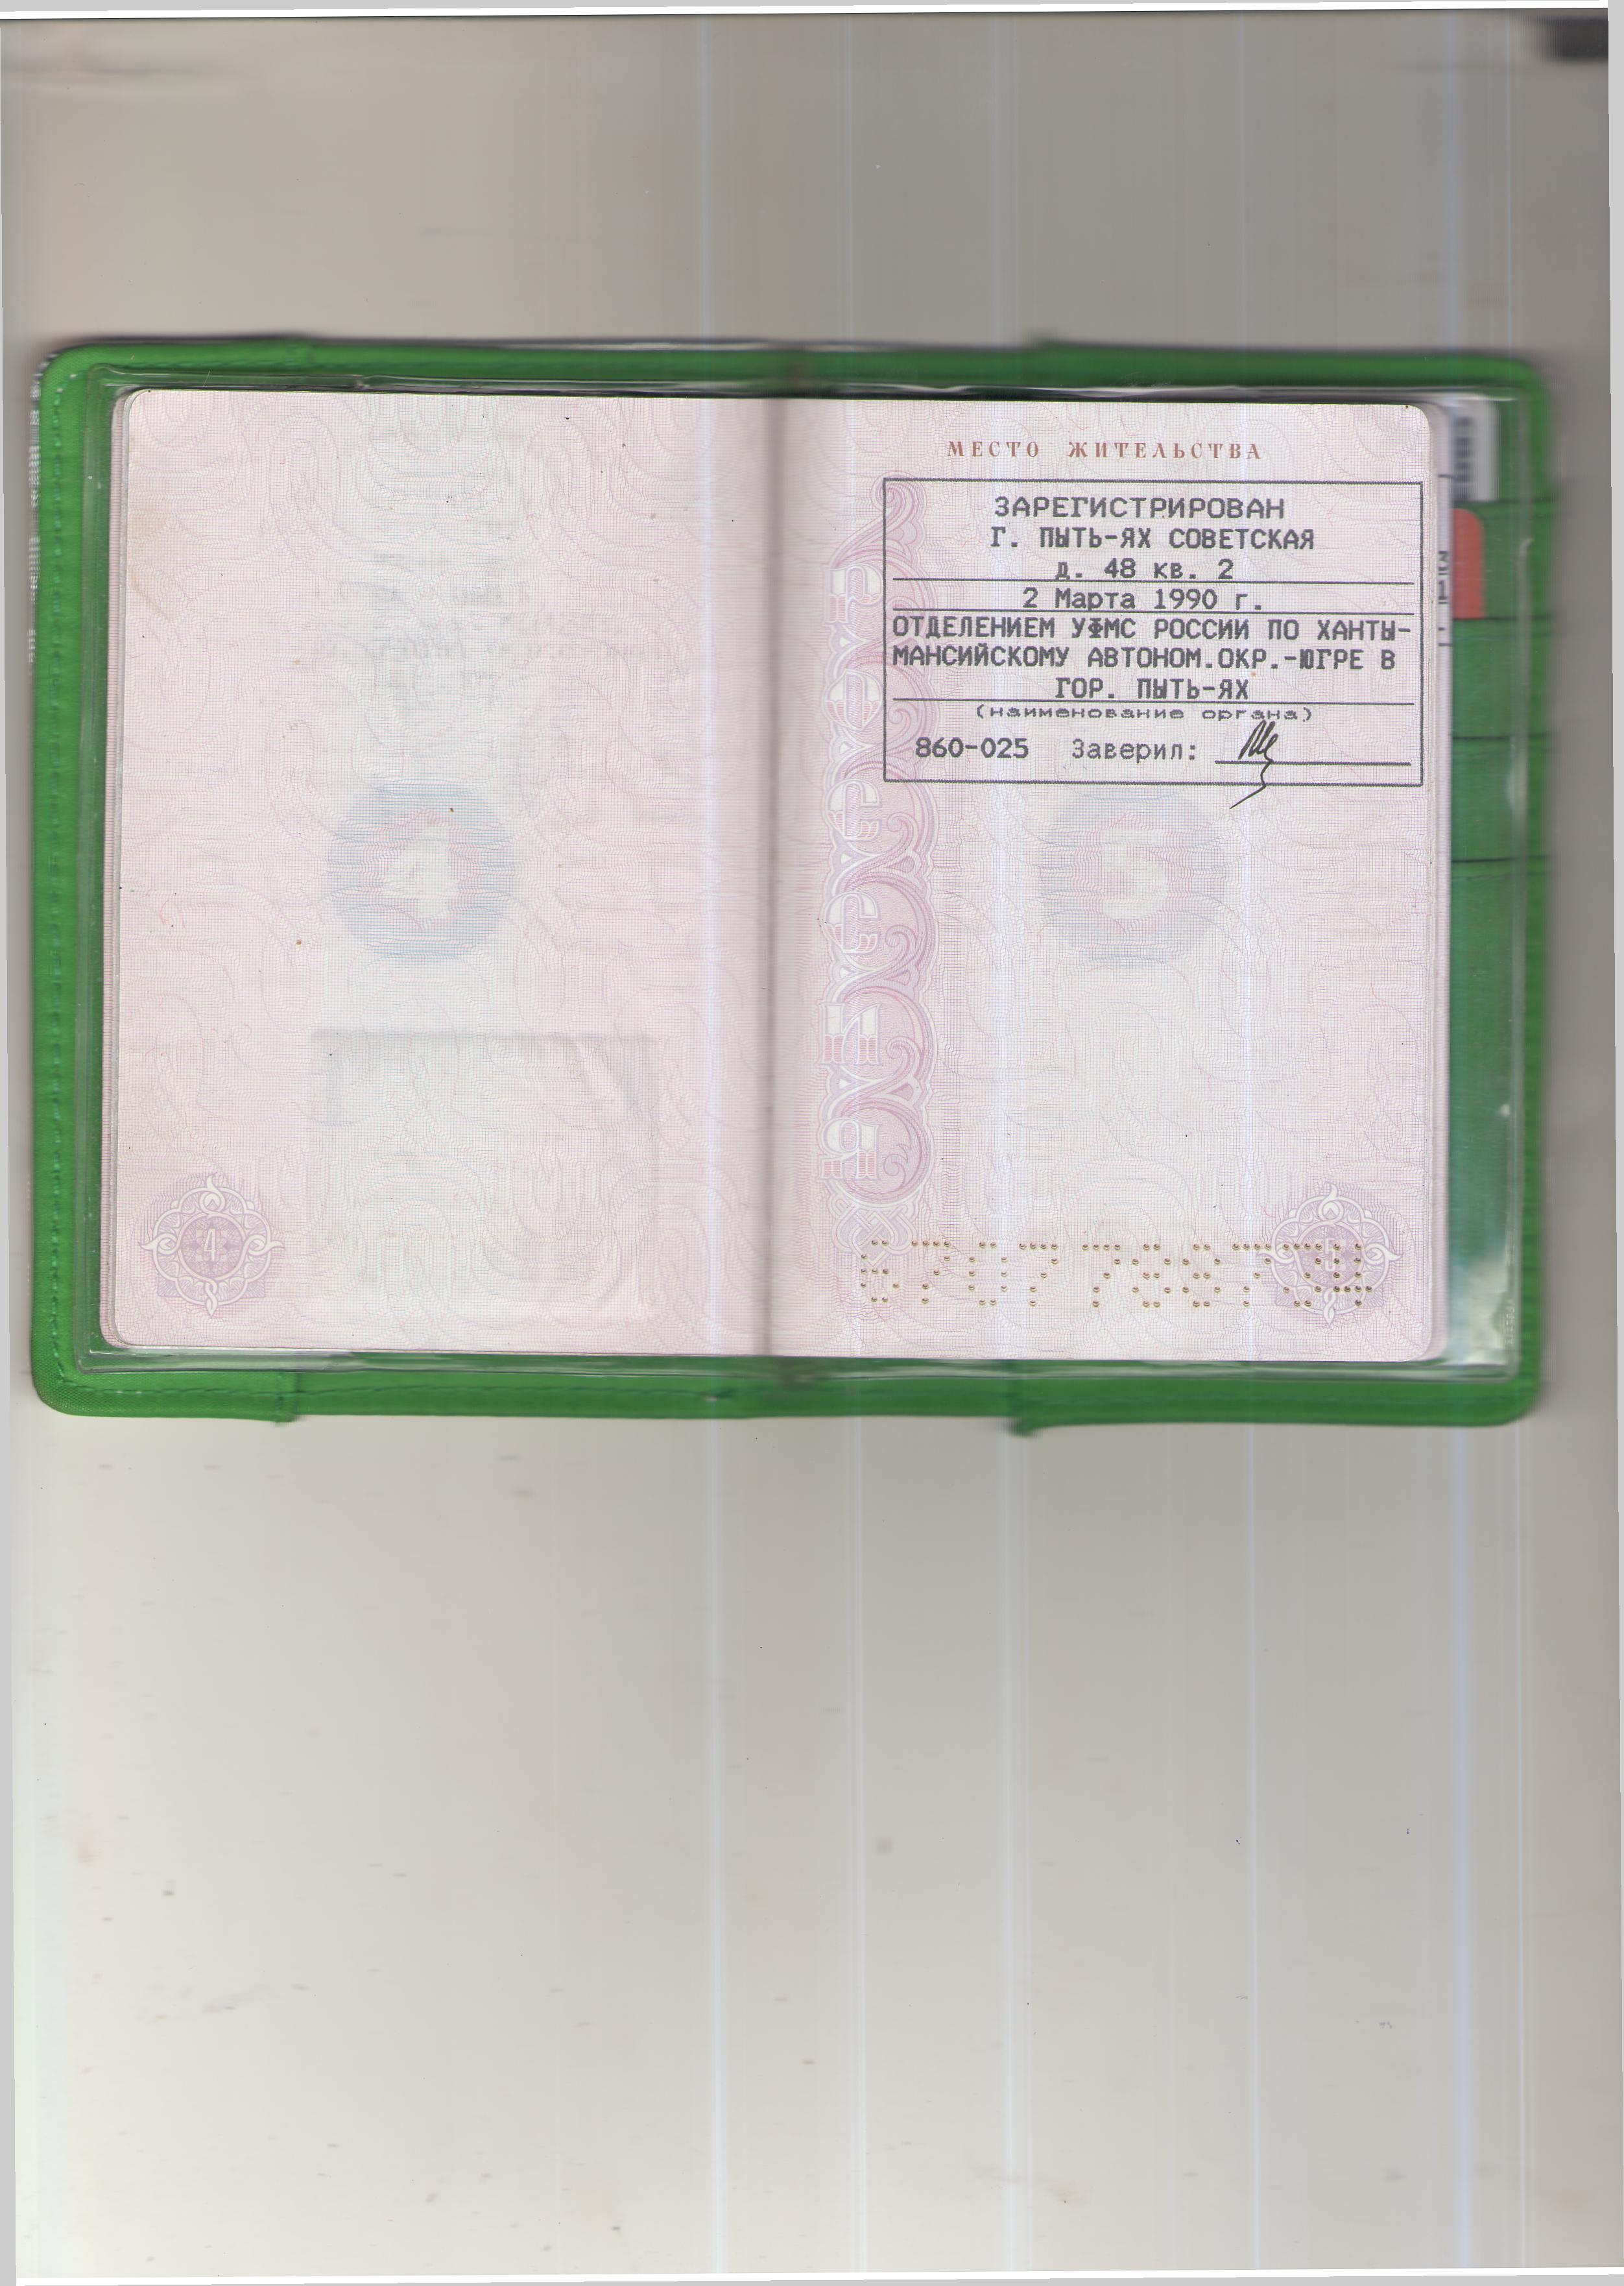 МЕСТО ЖИТЕЛЬСТВА
ЗАРЕГИСТРИРОВАН
Г. ПЫТЬ-ЯХ СОВЕТСКАЯ
д. 48 кв. 2
2 Марта 1990 г.
ОТДЕЛЕНИЕМ УФМС РОССИИ ПО ХАНТЫ-
МАНСИЙСКОМУ АВТОНОМ.ОКР.-ЮГРЕ В
ГОР. ПЫТЬ-ЯХ
(наименование органа)
860-025 Заверил:
РОССИЯ
4
5